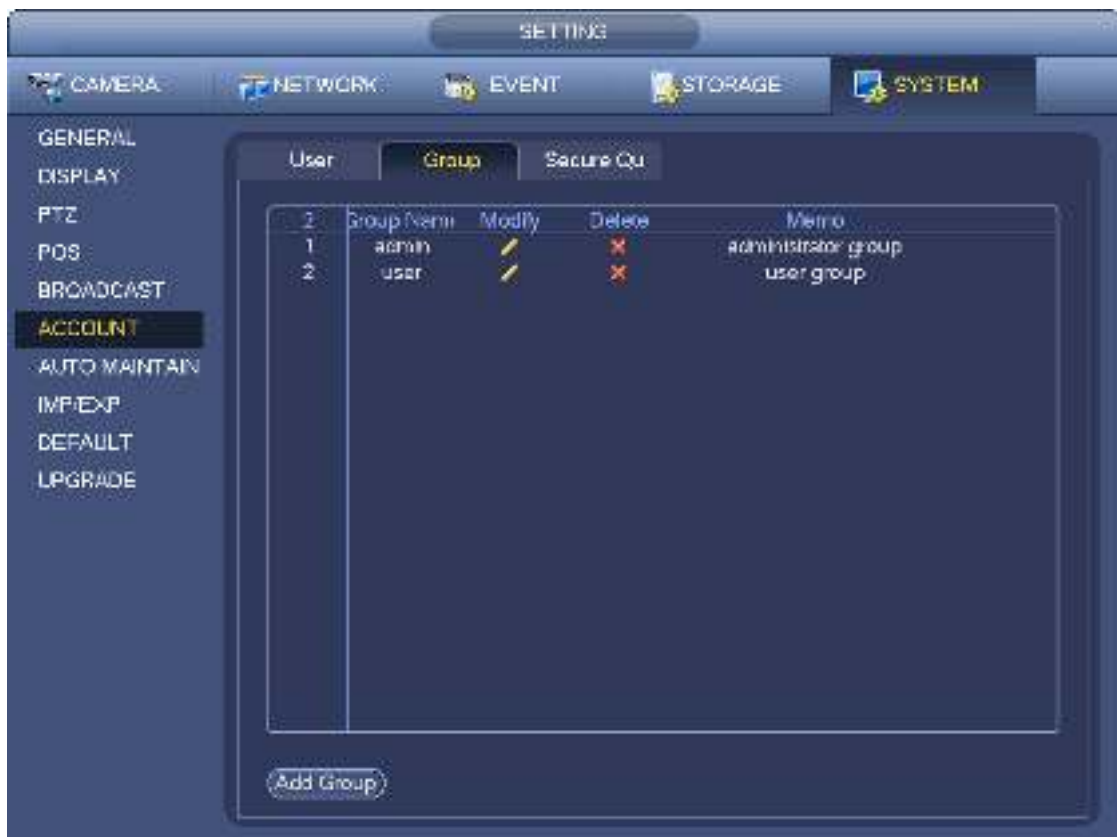 SETTING
CAMERA NETWORK EVENT STORAGE SYSTEM
GENERAL
DISPLAY
PTZ
POS
BROADCAST
ACCOUNT
AUTO MAINTAIN
IMP/EXP
DEFAULT
UPGRADE
User Group Secure Qu
2 Group Name Modify Delete Memo
1 admin administrator group
2 user user group
Add Group